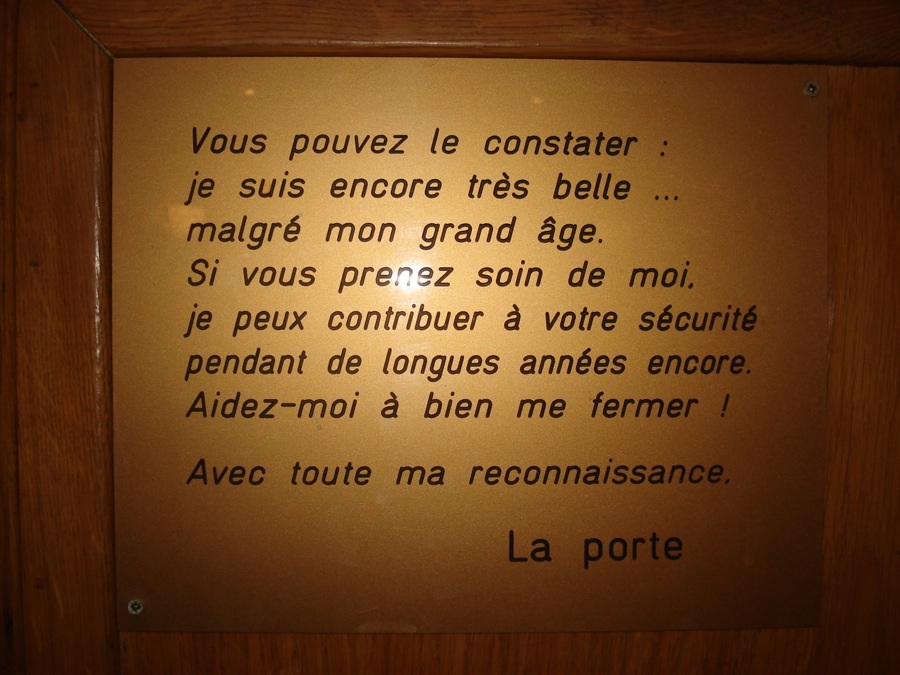 Vous pouvez le constater :
je suis encore très belle ...
malgré mon grand âge.
Si vous prenez soin de moi,
je peux contribuer à votre sécurité
pendant de longues années encore.
Aidez-moi à bien me fermer !
Avec toute ma reconnaissance.
La porte